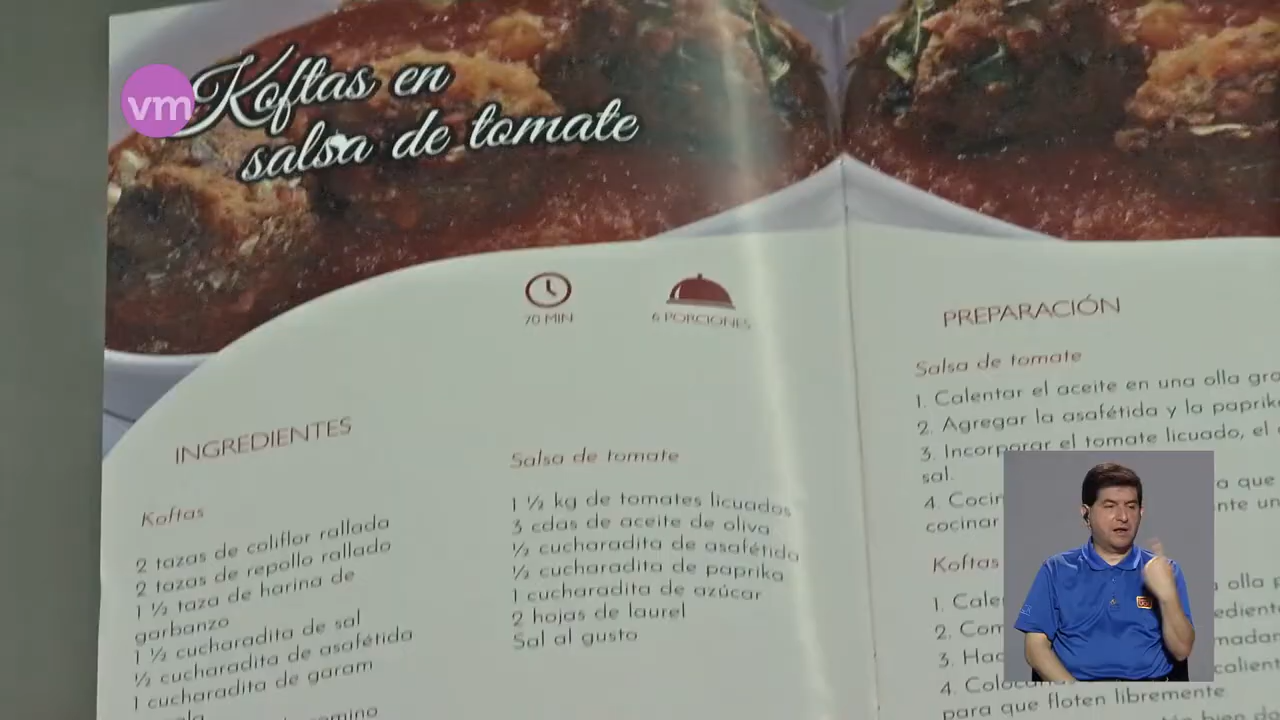 vm
Koftas en
salsa de tomate
70 MIN
6 PORCIONES
INGREDIENTES
Koftas
2 tazas de coliflor rallada
2 tazas de repollo rallado
1 ½ taza de harina de
garbanzo
1 ½ cucharadita de sal
½ cucharadita de asafétida
1 cucharadita de garam
Salsa de tomate
1 ½ kg de tomates licuados
3 cdas de aceite de oliva
½ cucharadita de asafétida
½ cucharadita de paprika
1 cucharadita de azúcar
2 hojas de laurel
Sal al gusto
PREPARACIÓN
Salsa de tomate
1. Calentar el aceite en una olla
2. Agregar la asafétida y la paprika
3. Incorporar el tomate licuado, el
sal.
4. a que
cocinar
Koftas
1. olla
2.
3.
4.
para que floten libremente
bien